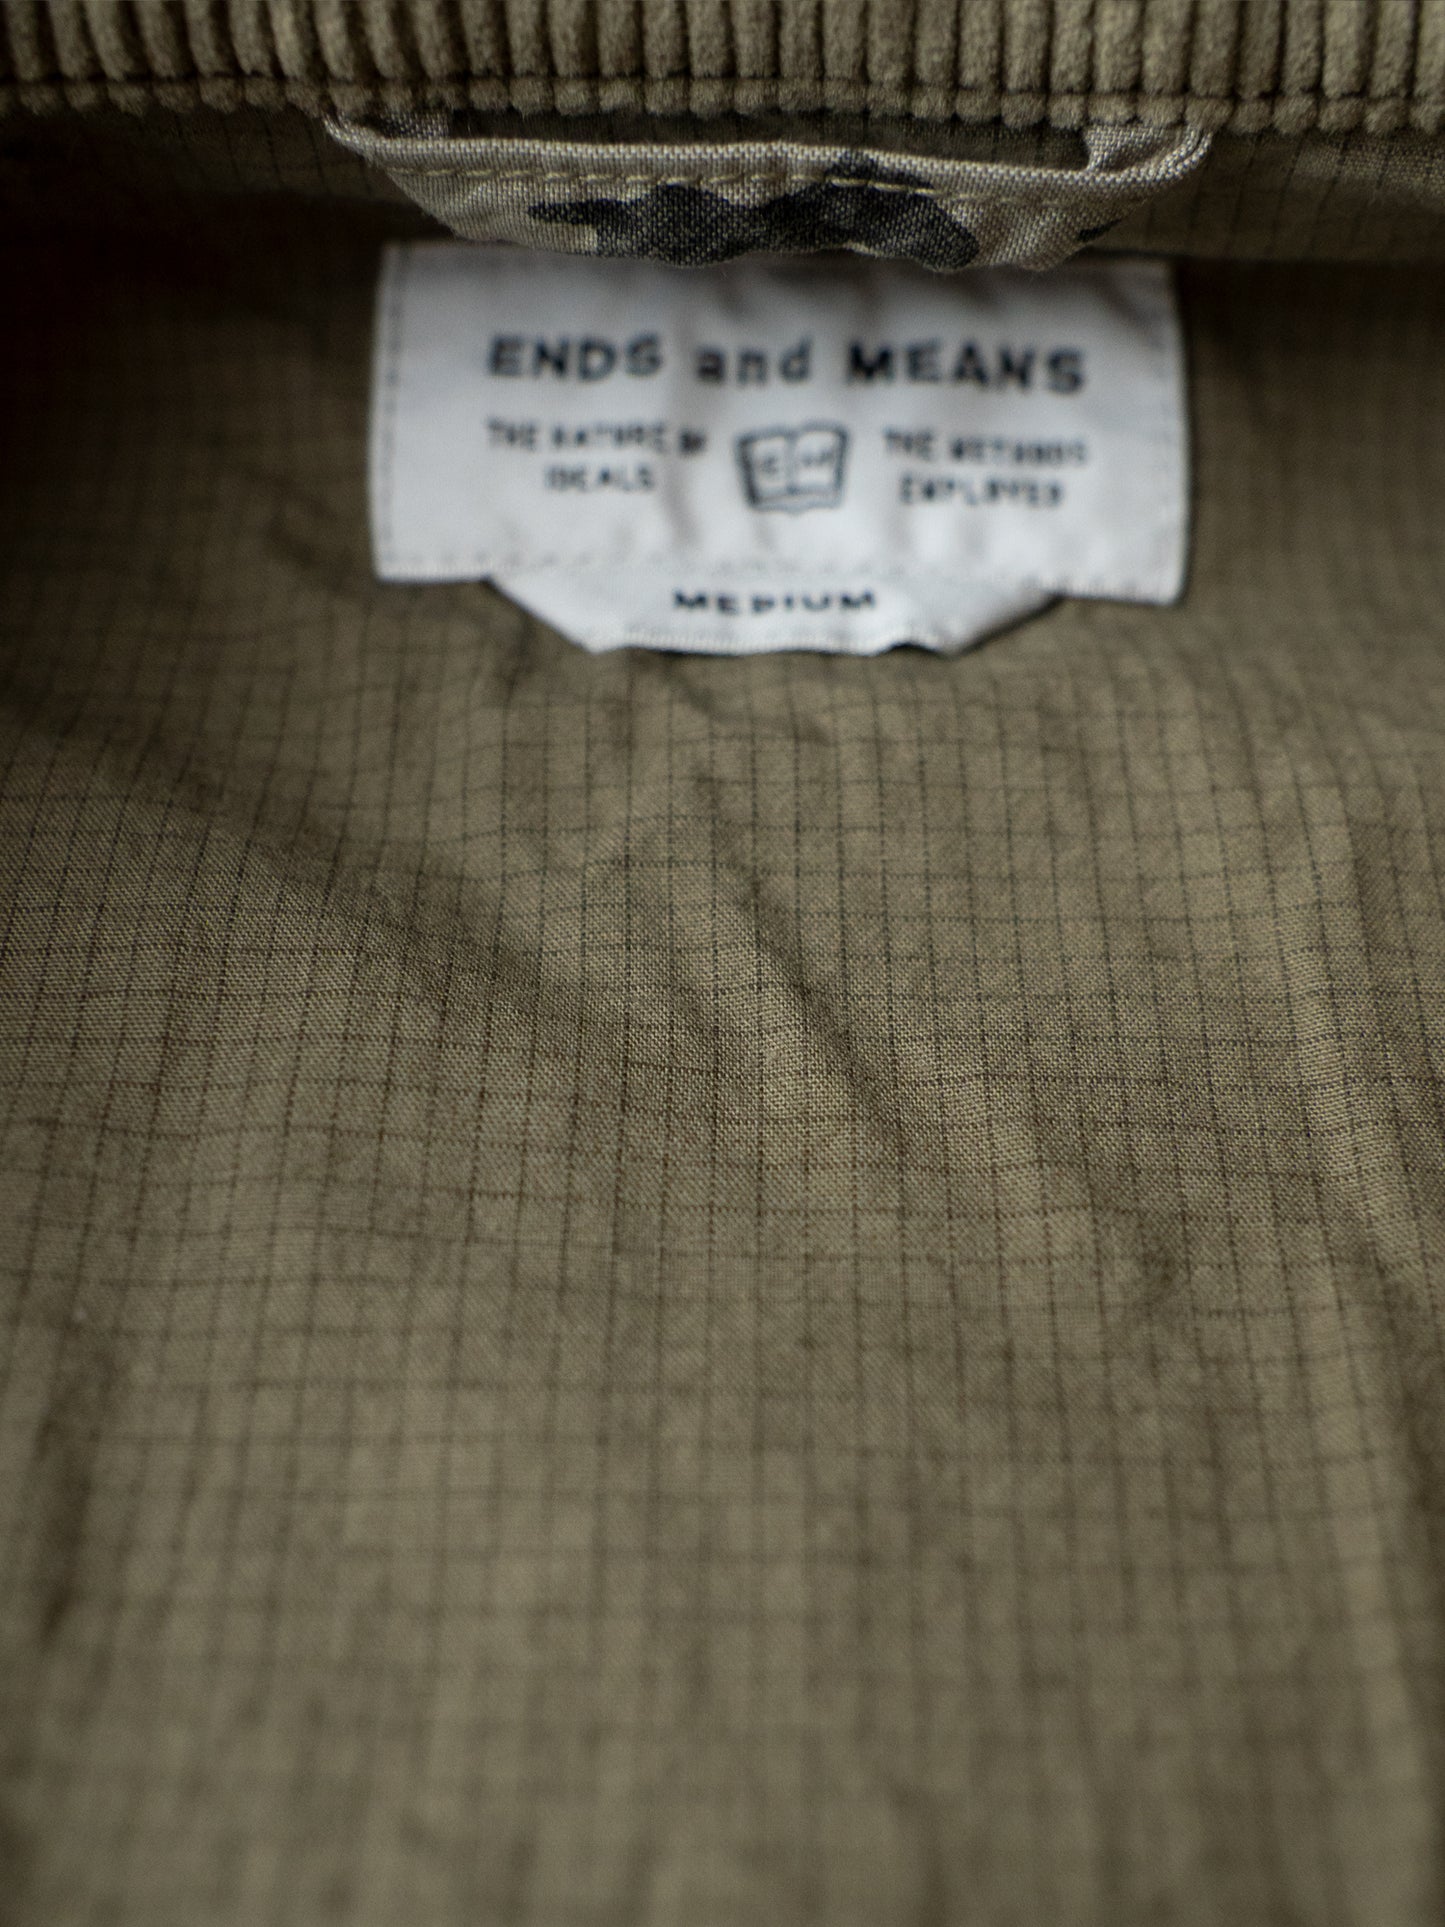 ENDS and MEANS
THE NATURE OF
IDEALS
THE METHODS
EMPLOYED
MEDIUM